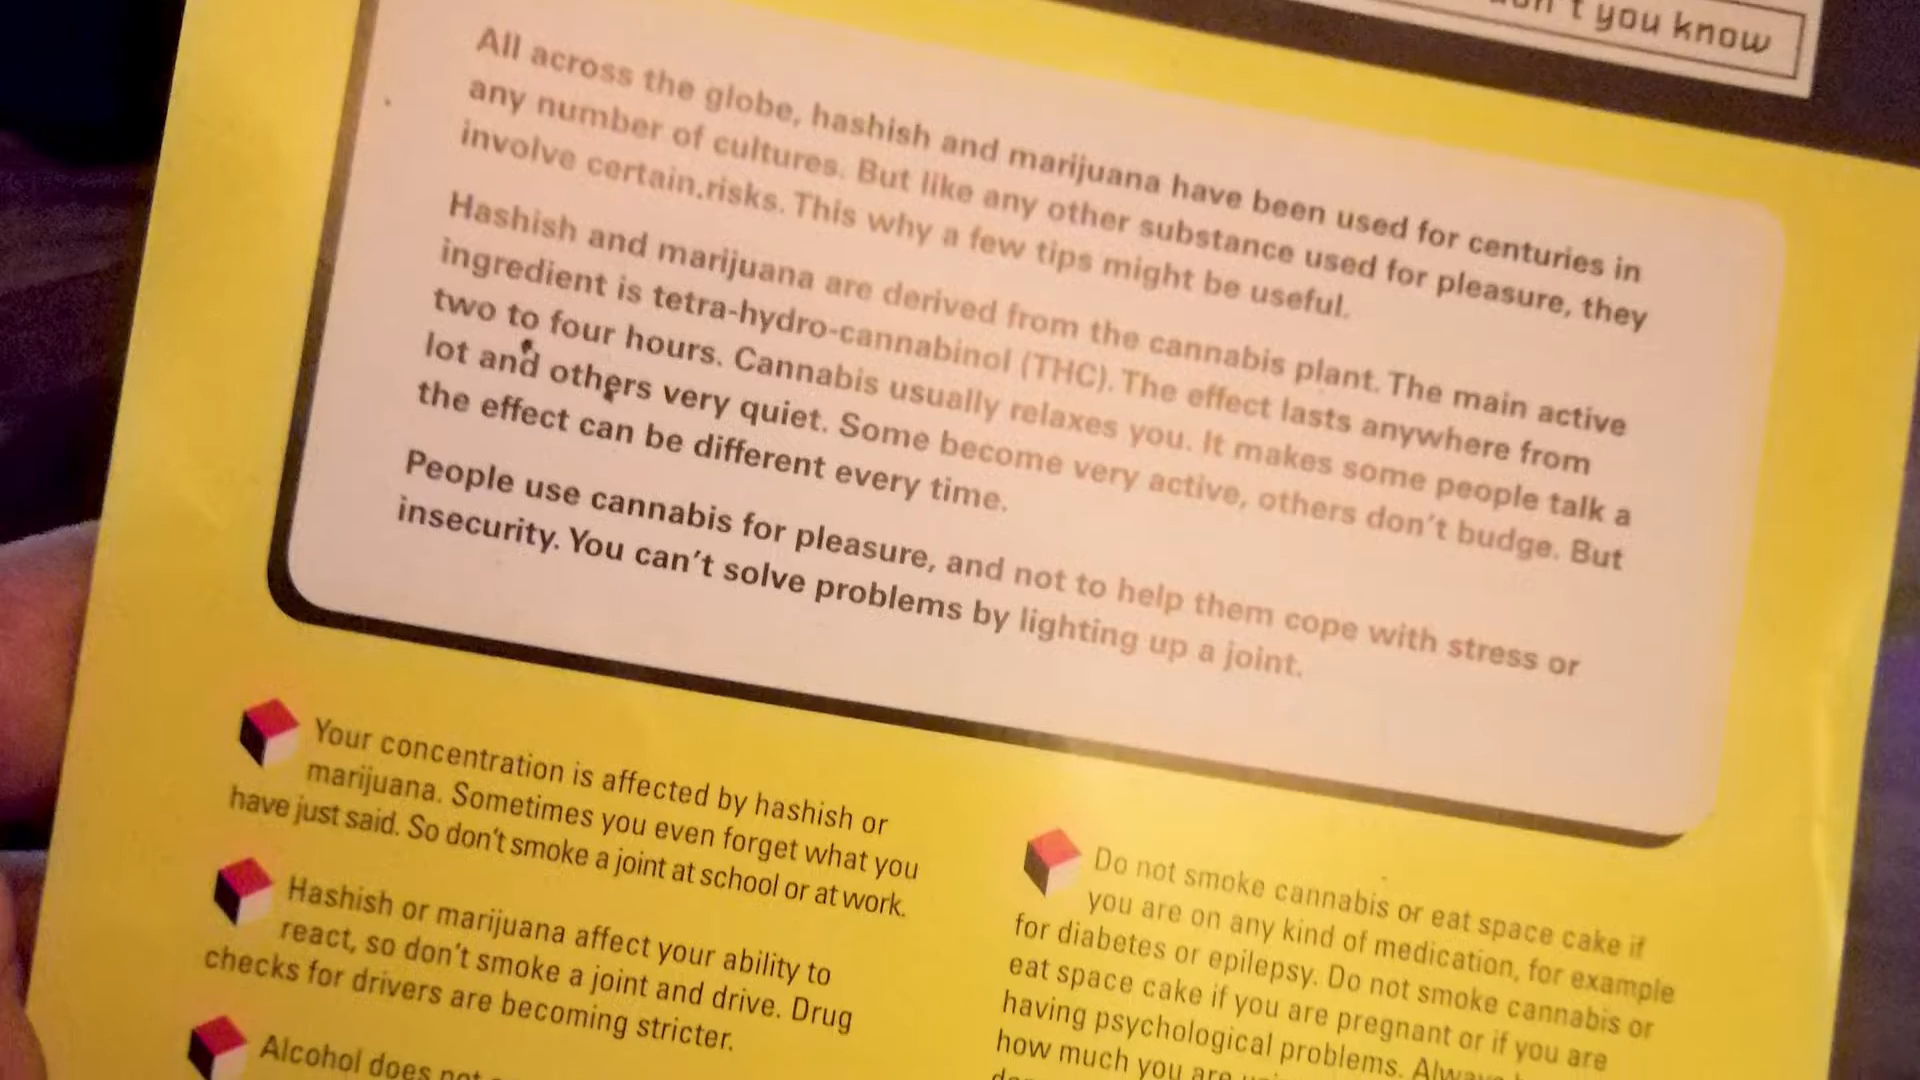 don't you know
All across the globe, hashish and marijuana have been used for centuries in
any number of cultures. But like any other substance used for pleasure, they
involve certain.risks. This why a few tips might be useful.
Hashish and marijuana are derived from the cannabis plant. The main active
ingredient is tetra-hydro-cannabinol (THC). The effect lasts anywhere from
two to four hours. Cannabis usually relaxes you. It makes some people talk a
lot and others very quiet. Some become very active, others don't budge. But
the effect can be different every time.
People use cannabis for pleasure, and not to help them cope with stress or
insecurity. You can't solve problems by lighting up a joint.
Your concentration is affected by hashish or
marijuana. Sometimes you even forget what you
have just said. So don't smoke a joint at school or at work.
Hashish or marijuana affect your ability to
react, so don't smoke a joint and drive. Drug
checks for drivers are becoming stricter.
Alcohol does not
Do not smoke cannabis or eat space cake if
you are on any kind of medication, for example
for diabetes or epilepsy. Do not smoke cannabis or
eat space cake if you are pregnant or if you are
having psychological problems. Always
how much you are